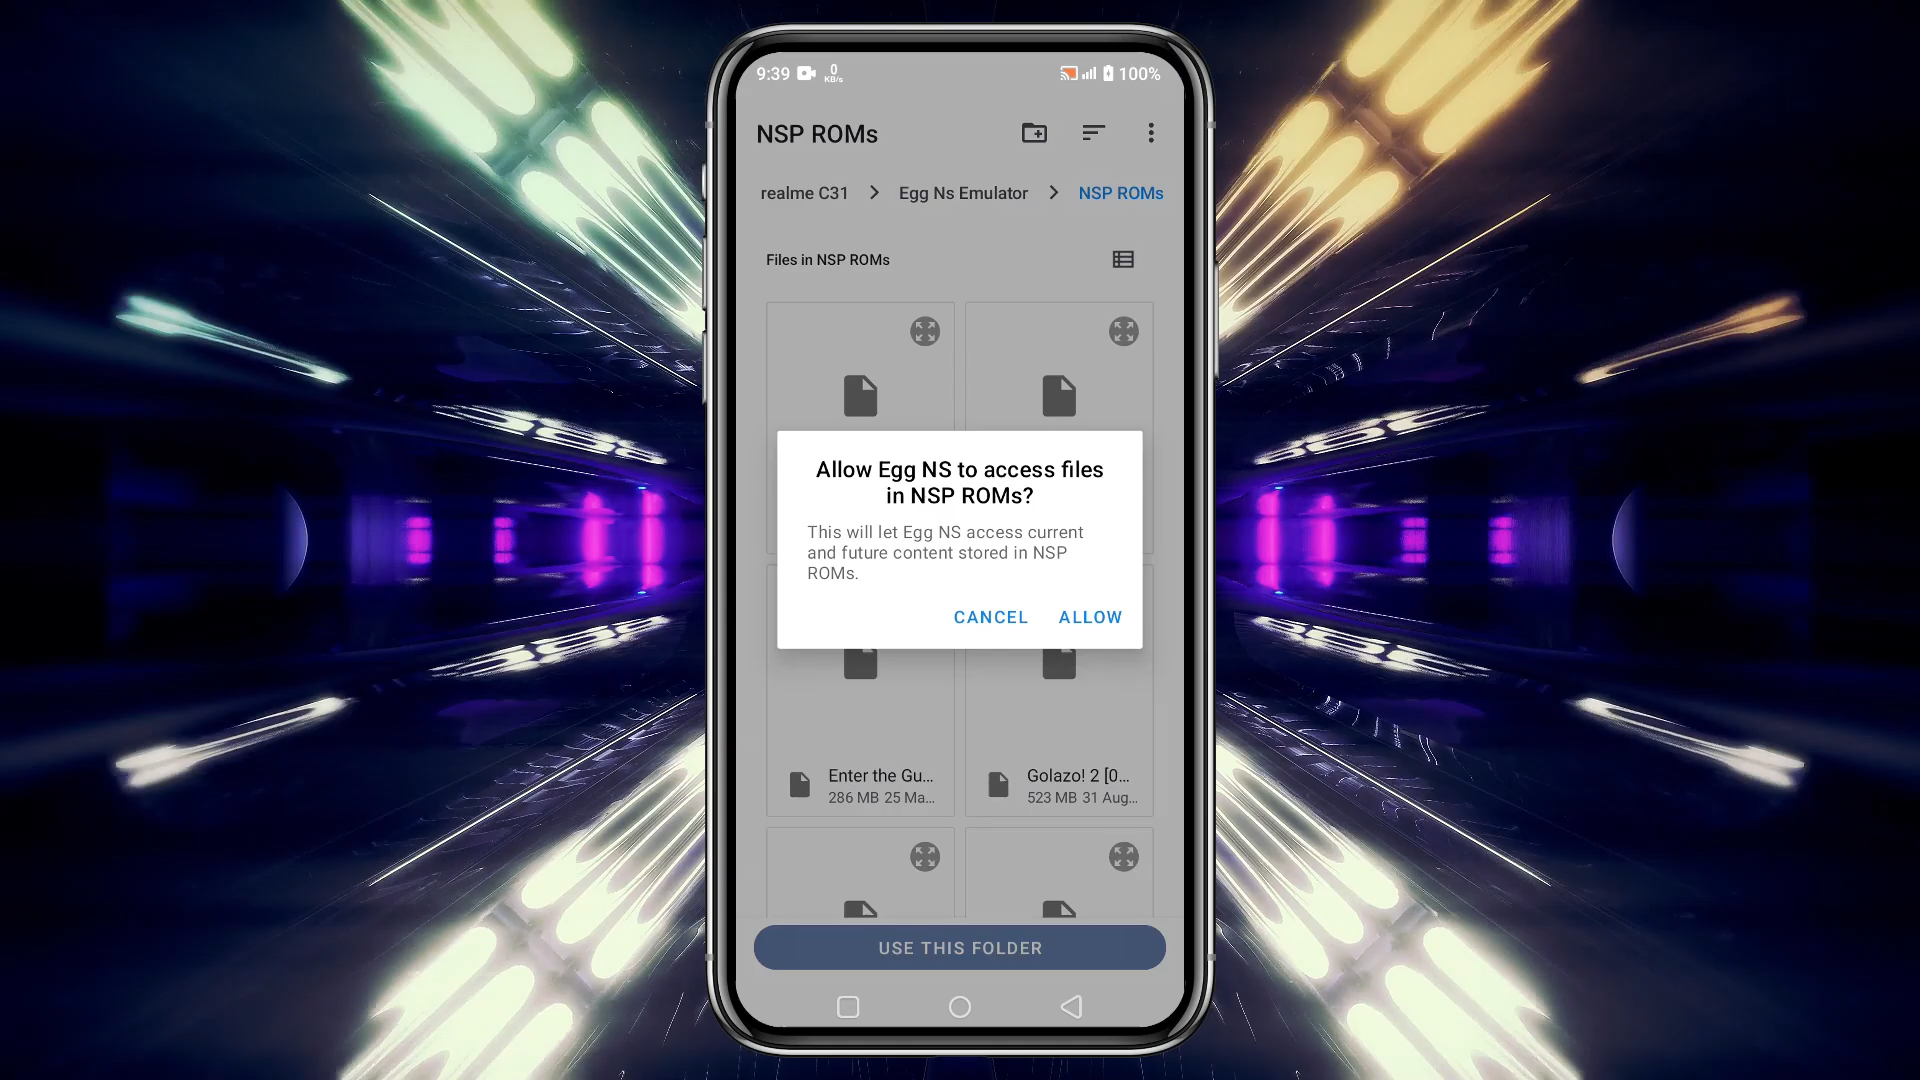 9:39 0 KB/s 100%
NSP ROMs
realme C31 Egg Ns Emulator NSP ROMs
Files in NSP ROMs
Allow Egg NS to access files
in NSP ROMs?
This will let Egg NS access current
and future content stored in NSP
ROMs.
CANCEL ALLOW
Enter the Gu... Golazo! 2 [0...
286 MB 25 Ma... 523 MB 31 Aug...
USE THIS FOLDER